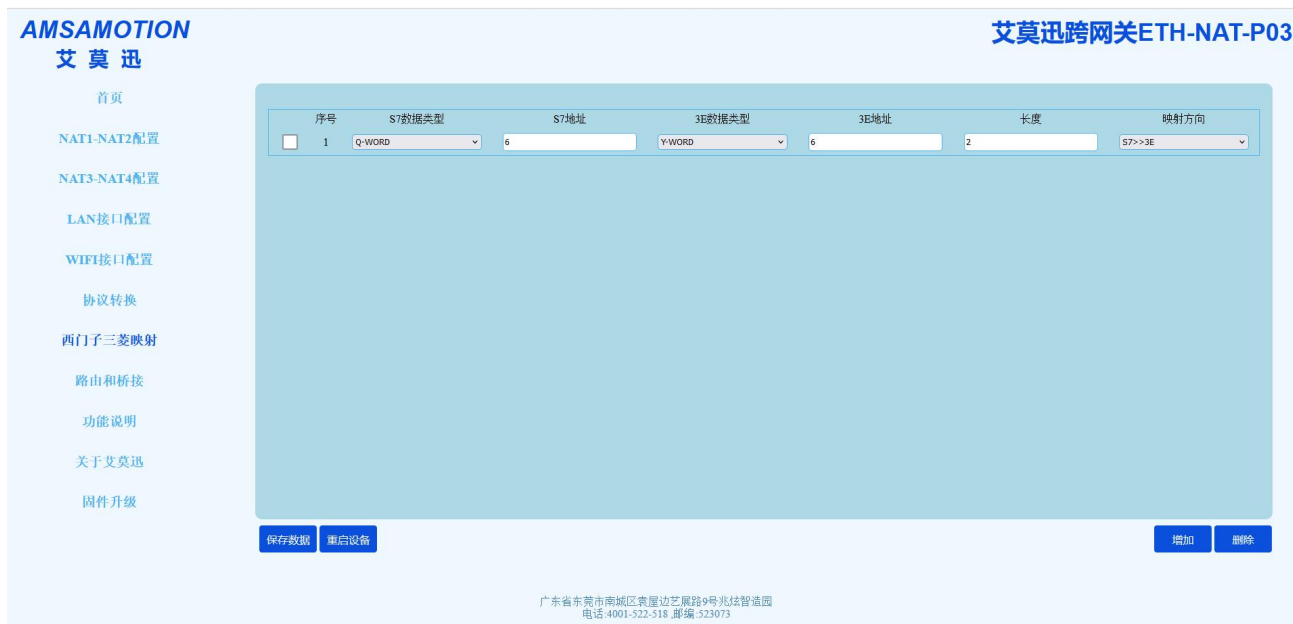 AMSAMOTION
艾莫迅
艾莫迅跨网关ETH-NAT-P03
首页
NAT1-NAT2配置
NAT3-NAT4配置
LAN接口配置
WIFI接口配置
协议转换
西门子三菱映射
路由和桥接
功能说明
关于艾莫迅
固件升级
序号 S7数据类型 S7地址 3E数据类型 3E地址 长度 映射方向
1 Q-WORD 6 Y-WORD 6 2 S7>>3E
保存数据 重启设备 增加 删除
广东省东莞市南城区袁屋边艺展路9号兆炫智造园
电话:4001-522-518 ,邮编:523073